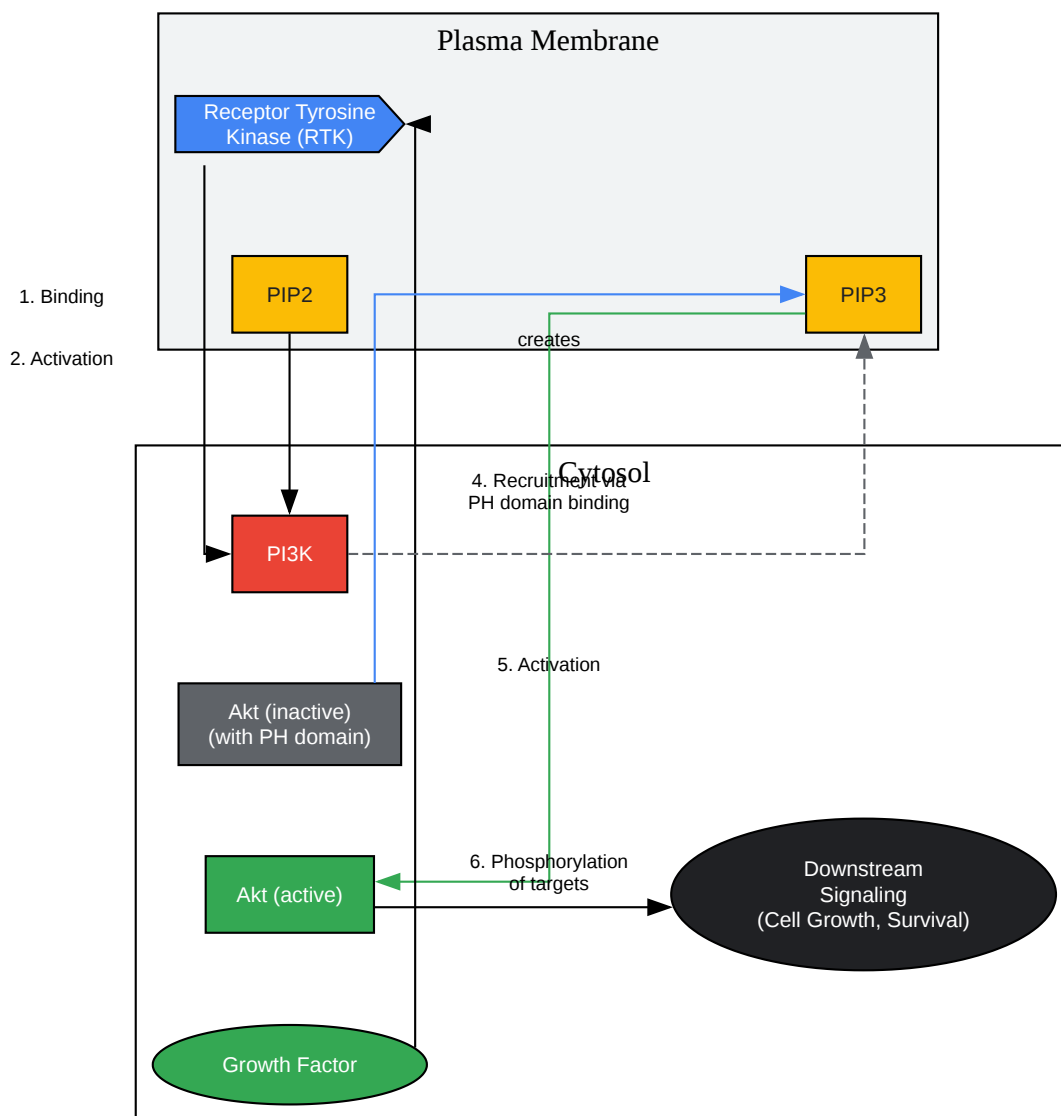 Plasma Membrane
Receptor Tyrosine
Kinase (RTK)
PIP2
PIP3
1. Binding
creates
2. Activation
Cytosol
4. Recruitment via
PH domain binding
PI3K
5. Activation
Akt (inactive)
(with PH domain)
6. Phosphorylation
of targets
Akt (active)
Downstream
Signaling
(Cell Growth, Survival)
Growth Factor